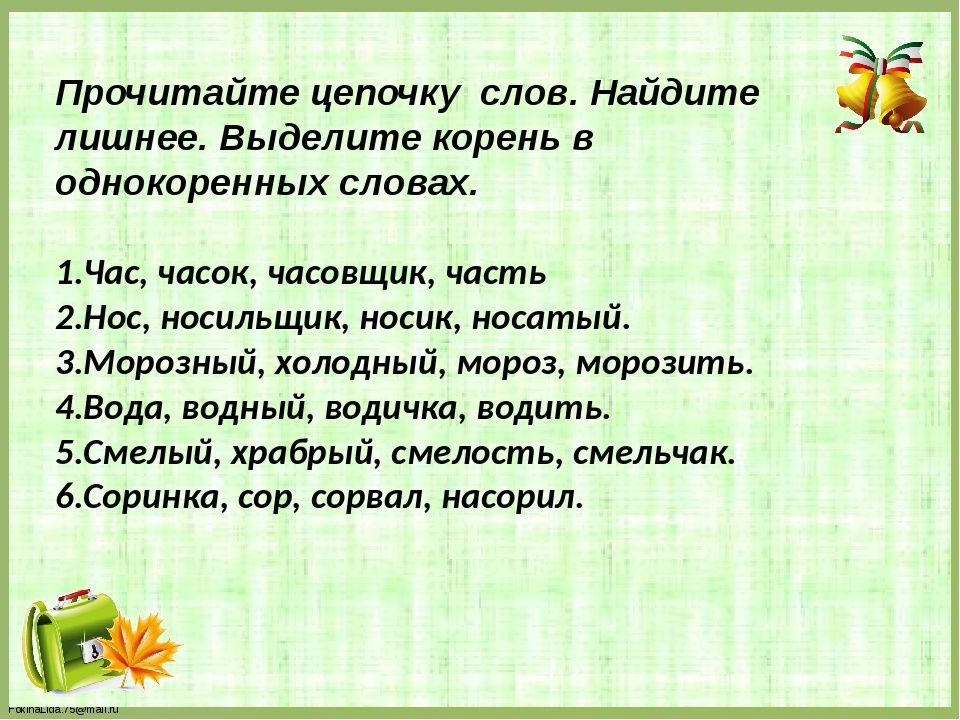 Прочитайте цепочку слов. Найдите
лишнее. Выделите корень в
однокоренных словах.
1.Час, часок, часовщик, часть
2.Нос, носильщик, носик, носатый.
3.Морозный, холодный, мороз, морозить.
4.Вода, водный, водичка, водить.
5.Смелый, храбрый, смелость, смельчак.
6.Соринка, сор, сорвал, насорил.
FokinaLida.75@mail.ru